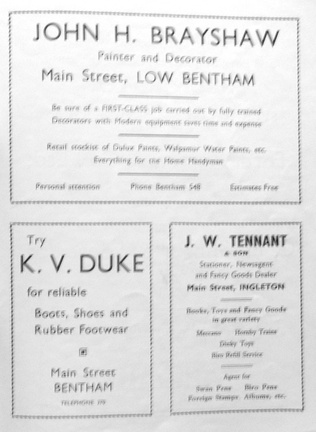 JOHN H. BRAYSHAW
Painter and Decorator
Main Street, LOW BENTHAM
Be sure of a FIRST-CLASS job carried out by fully trained
Decorators with Modern equipment saves time and expense
Retail stockist of Dulux Paints, Walpamur Water Paints, etc.
Everything for the Home Handyman
Personal attention Phone Bentham 548 Estimates Free
Try
K. V. DUKE
for reliable
Boots, Shoes and
Rubber Footwear
Main Street
BENTHAM
TELEPHONE
J. W. TENNANT
& SON
Stationer, Newsagent
and Fancy Goods Dealer
Main Street, INGLETON
Books, Toys and Fancy Goods
in great variety
Meccano Hornby Trains
Dinky Toys
Biro Refill Service
Agent for
Swan Pens Biro Pens
Foreign Stamps Albums, etc.